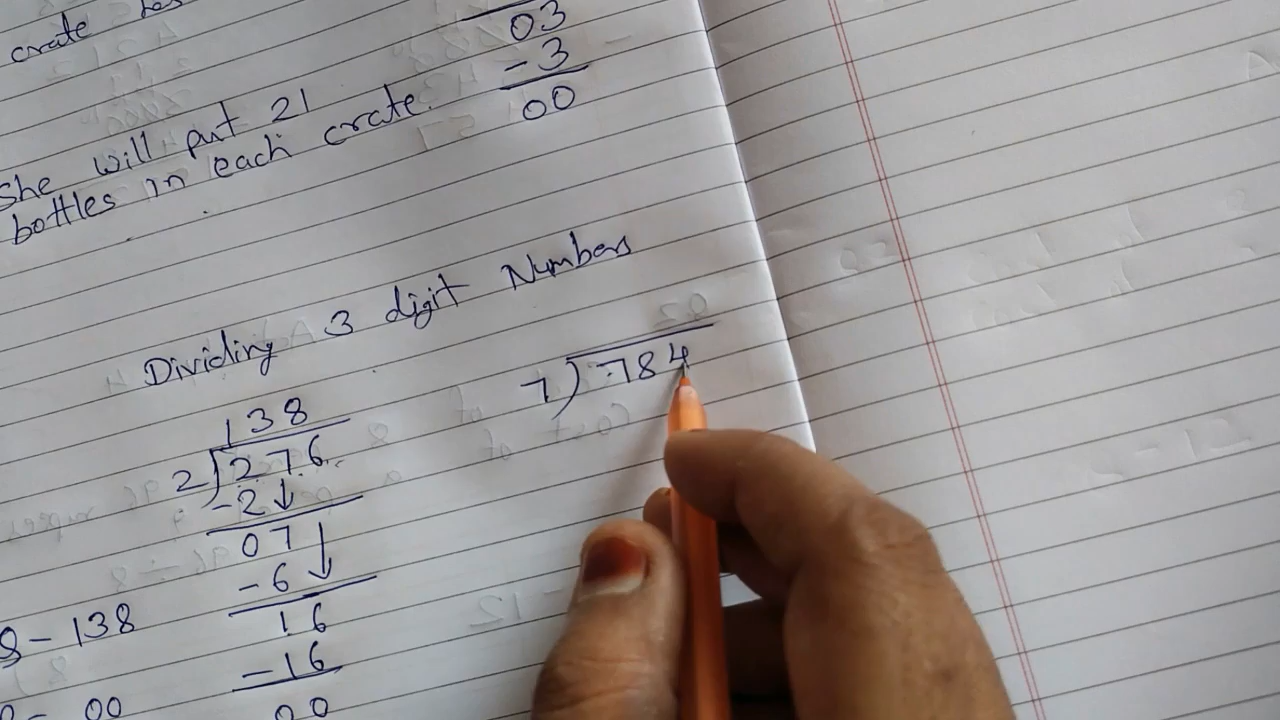 crate
03
- 3
00
She will put 21
bottles in each crate.
Dividing 3 digit Numbers
138
2)276
-2↓
07
-6↓
16
-16
00
Q - 138
00
7)784